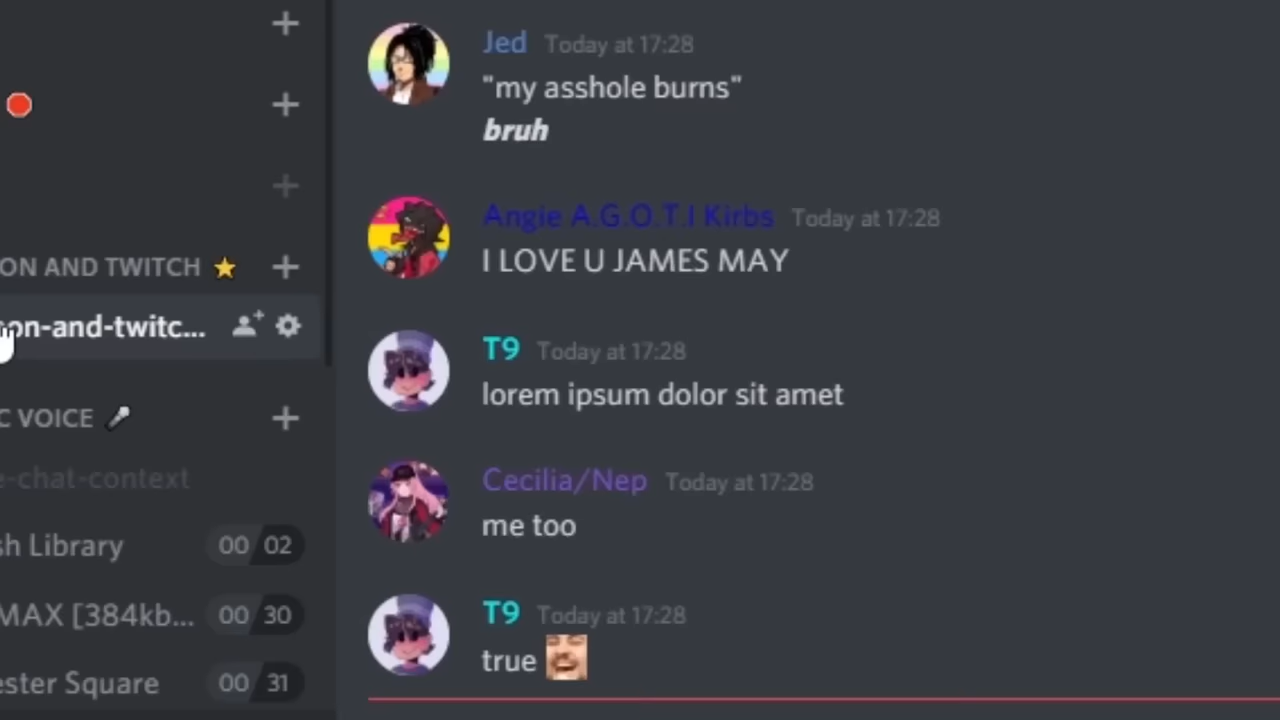 ON AND TWITCH
on-and-twitc...
C VOICE
e-chat-context
sh Library
00 02
MAX [384kb...
00 30
ester Square
00 31
Jed Today at 17:28
"my asshole burns"
bruh
Angie A.G.O.T.I Kirbs Today at 17:28
I LOVE U JAMES MAY
T9 Today at 17:28
lorem ipsum dolor sit amet
Cecilia/Nep Today at 17:28
me too
T9 Today at 17:28
true